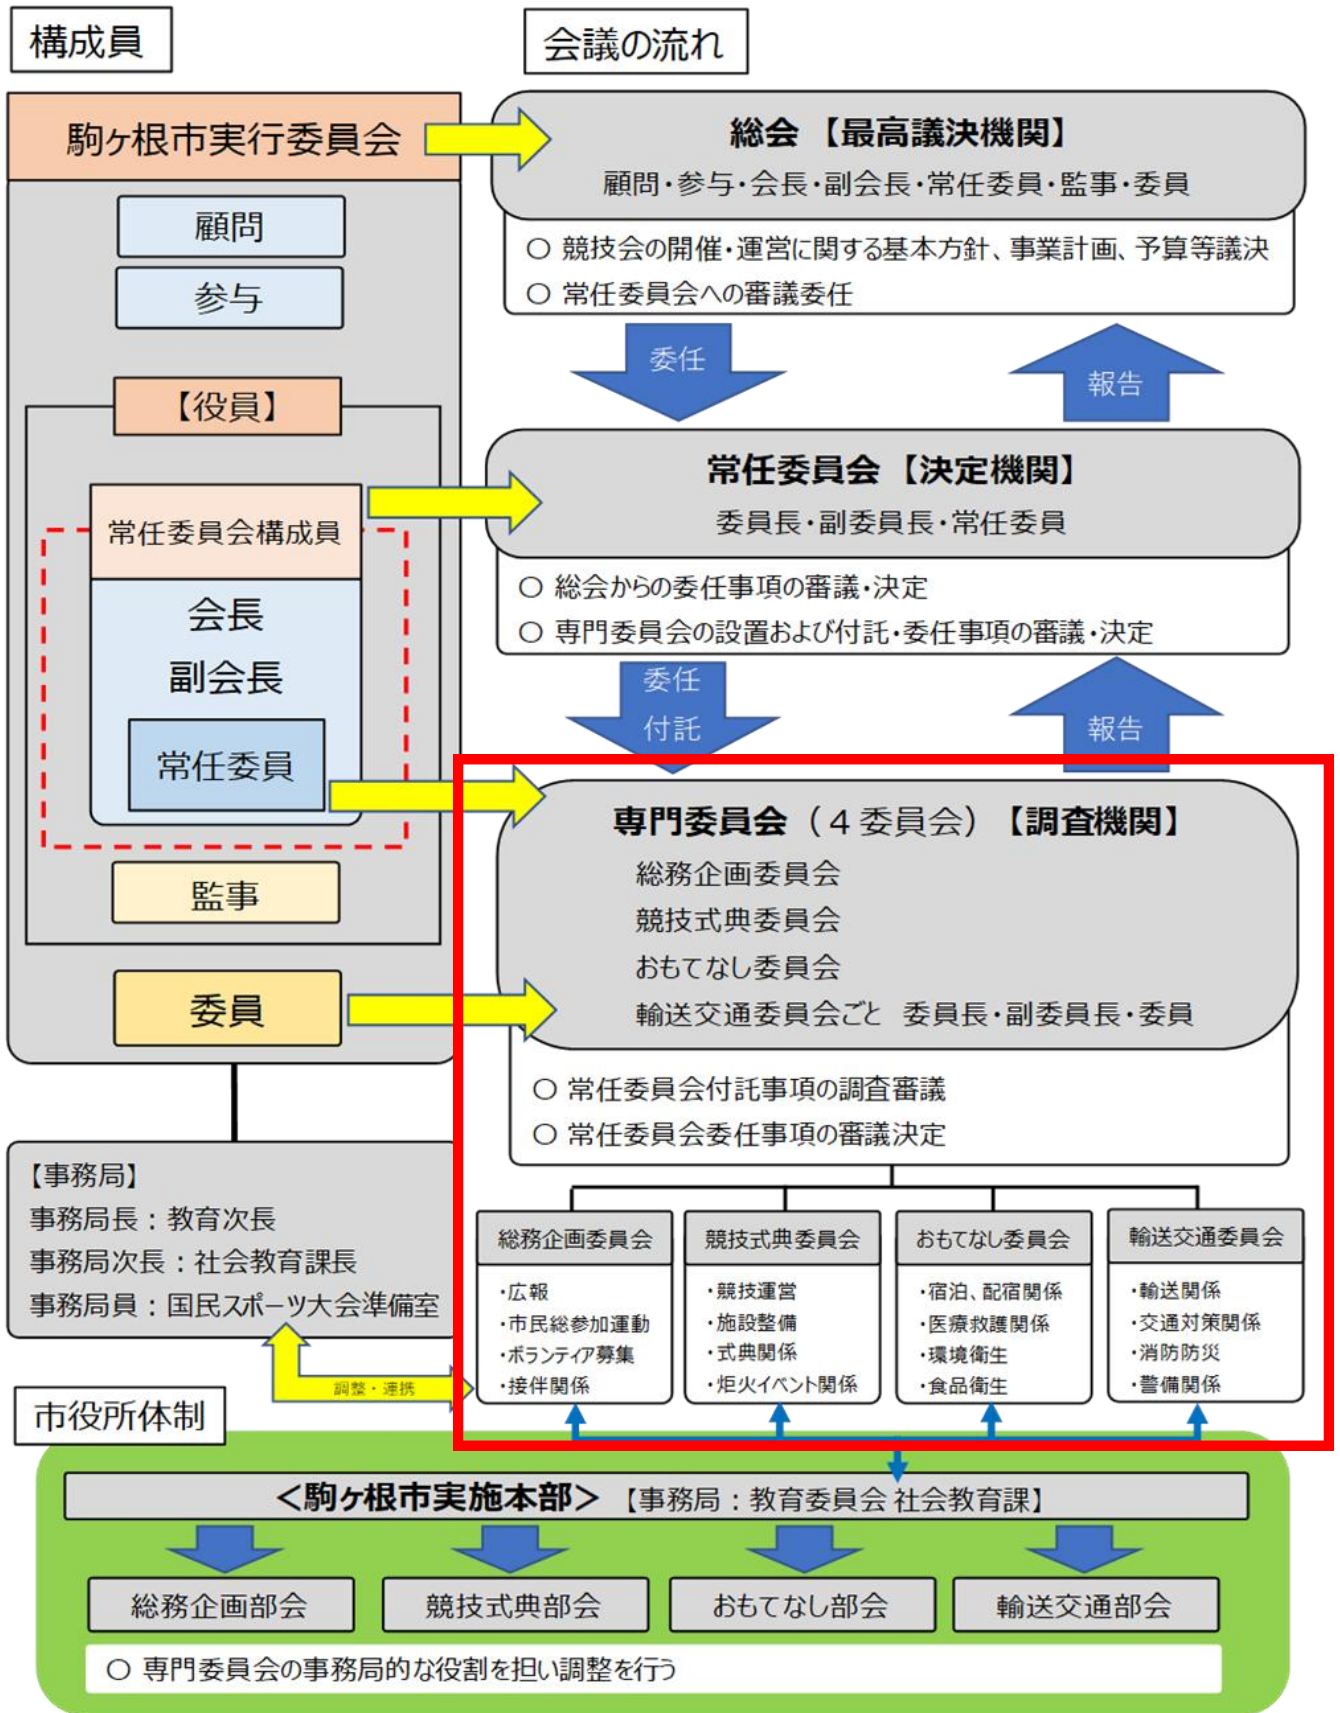 構成員
会議の流れ
駒ヶ根市実行委員会
顧問
参与
【役員】
常任委員会構成員
会長
副会長
常任委員
監事
委員
【事務局】
事務局長：教育次長
事務局次長：社会教育課長
事務局員：国民スポーツ大会準備室
調整・連携
総会【最高議決機関】
顧問・参与・会長・副会長・常任委員・監事・委員
○ 競技会の開催・運営に関する基本方針、事業計画、予算等議決
○ 常任委員会への審議委任
委任
報告
常任委員会【決定機関】
委員長・副委員長・常任委員
○ 総会からの委任事項の審議・決定
○ 専門委員会の設置および付託・委任事項の審議・決定
委任
付託
報告
専門委員会（４委員会）【調査機関】
総務企画委員会
競技式典委員会
おもてなし委員会
輸送交通委員会ごと 委員長・副委員長・委員
○ 常任委員会付託事項の調査審議
○ 常任委員会委任事項の審議決定
総務企画委員会
・広報
・市民総参加運動
・ボランティア募集
・接伴関係
競技式典委員会
・競技運営
・施設整備
・式典関係
・炬火イベント関係
おもてなし委員会
・宿泊、配宿関係
・医療救護関係
・環境衛生
・食品衛生
輸送交通委員会
・輸送関係
・交通対策関係
・消防防災
・警備関係
市役所体制
＜駒ヶ根市実施本部＞【事務局：教育委員会 社会教育課】
総務企画部会
競技式典部会
おもてなし部会
輸送交通部会
○ 専門委員会の事務局的な役割を担い調整を行う